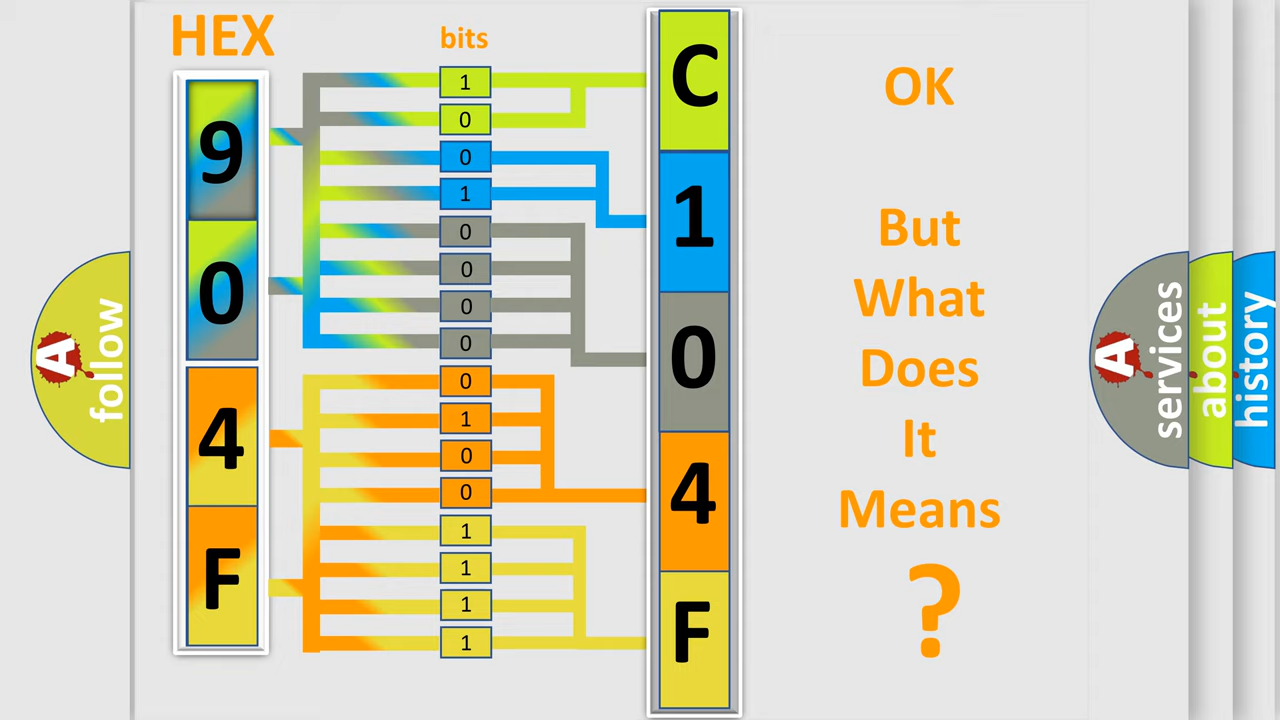 HEX
bits
9
0
4
F
1
0
0
1
0
0
0
0
0
1
0
0
1
1
1
1
C
1
0
4
F
OK
But
What
Does
It
Means
?
A
follow
A
services
about
history